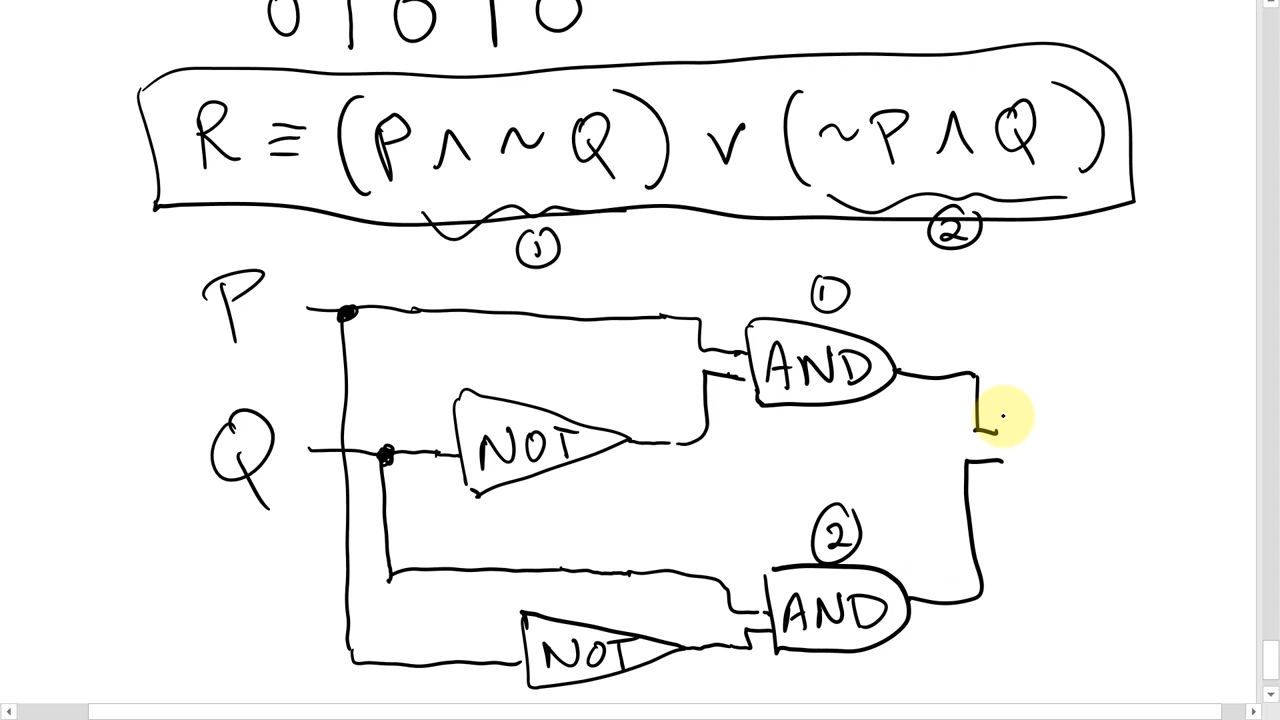 0 1 0 1 0
R ≡ (P ∧ ~ Q) ∨ (~P ∧ Q)
① ②
P
①
AND
Q
NOT
②
AND
NOT